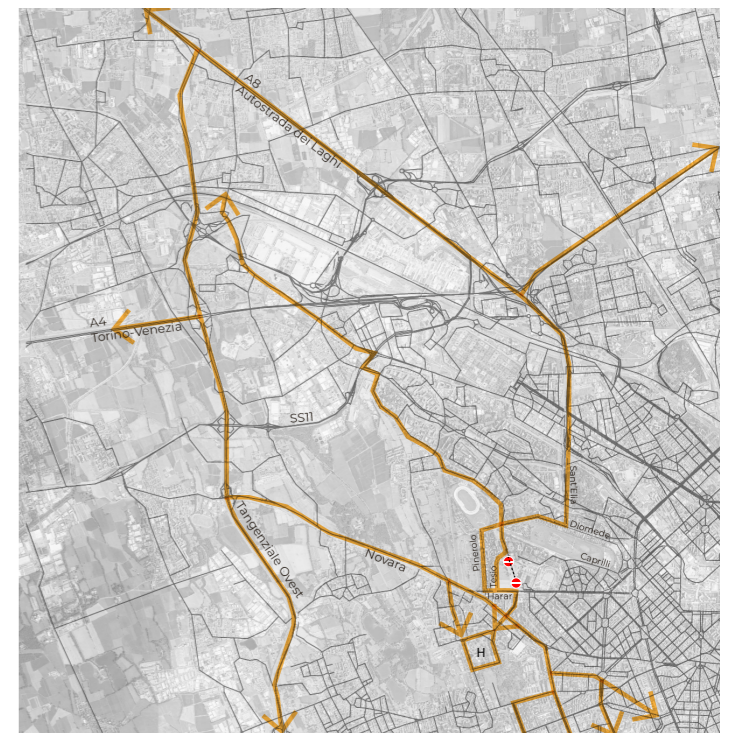 A8
Autostrada dei Laghi
A4
Torino-Venezia
SS11
Sant'Elia
Tangenziale Ovest
Diomede
Pinerolo
Novara
Caprilli
Tesio
Harar
H